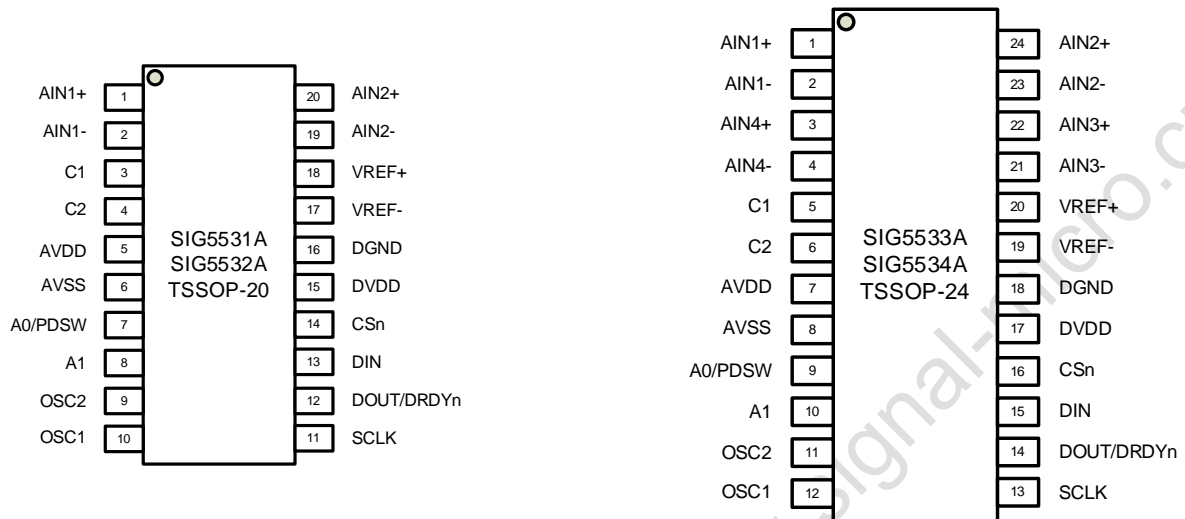 AIN1+ 1
AIN1- 2
C1 3
C2 4
AVDD 5
AVSS 6
A0/PDSW 7
A1 8
OSC2 9
OSC1 10
SIG5531A
SIG5532A
TSSOP-20
20 AIN2+
19 AIN2-
18 VREF+
17 VREF-
16 DGND
15 DVDD
14 CSn
13 DIN
12 DOUT/DRDYn
11 SCLK
AIN1+ 1
AIN1- 2
AIN4+ 3
AIN4- 4
C1 5
C2 6
AVDD 7
AVSS 8
A0/PDSW 9
A1 10
OSC2 11
OSC1 12
SIG5533A
SIG5534A
TSSOP-24
24 AIN2+
23 AIN2-
22 AIN3+
21 AIN3-
20 VREF+
19 VREF-
18 DGND
17 DVDD
16 CSn
15 DIN
14 DOUT/DRDYn
13 SCLK